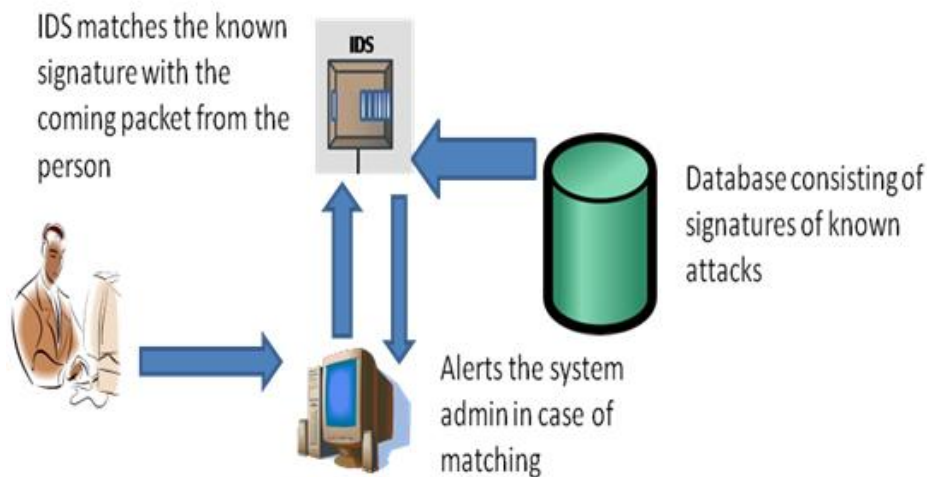 IDS matches the known
signature with the
coming packet from the
person
IDS
Database consisting of
signatures of known
attacks
Alerts the system
admin in case of
matching